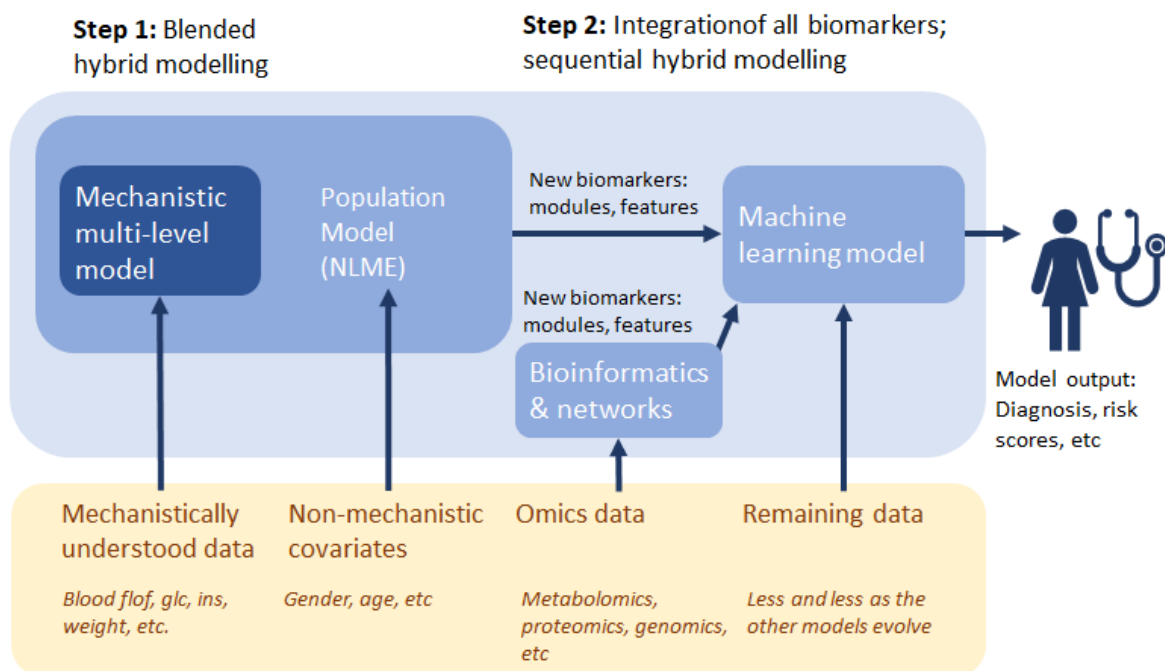 Step 1: Blended
hybrid modelling
Step 2: Integrationof all biomarkers;
sequential hybrid modelling
Mechanistic
multi-level
model
Population
Model
(NLME)
New biomarkers:
modules, features
Machine
learning model
New biomarkers:
modules, features
Bioinformatics
& networks
Model output:
Diagnosis, risk
scores, etc
Mechanistically
understood data
Blood flof, glc, ins,
weight, etc.
Non-mechanistic
covariates
Gender, age, etc
Omics data
Metabolomics,
proteomics, genomics,
etc
Remaining data
Less and less as the
other models evolve